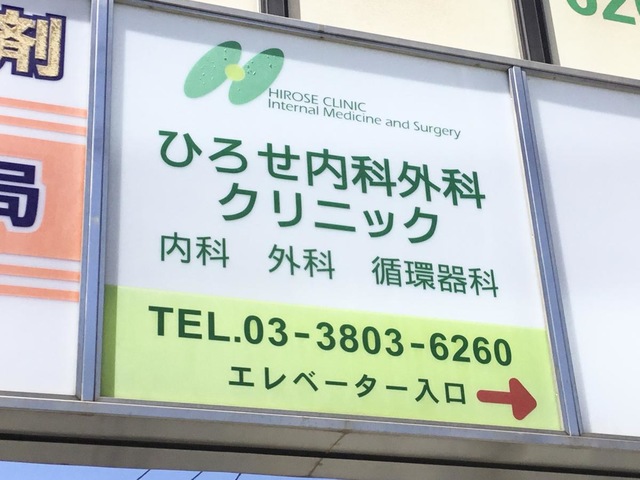 剤
局
HIROSE CLINIC
Internal Medicine and Surgery
ひろせ内科外科
クリニック
内科 外科 循環器科
TEL.03-3803-6260
エレベーター入口